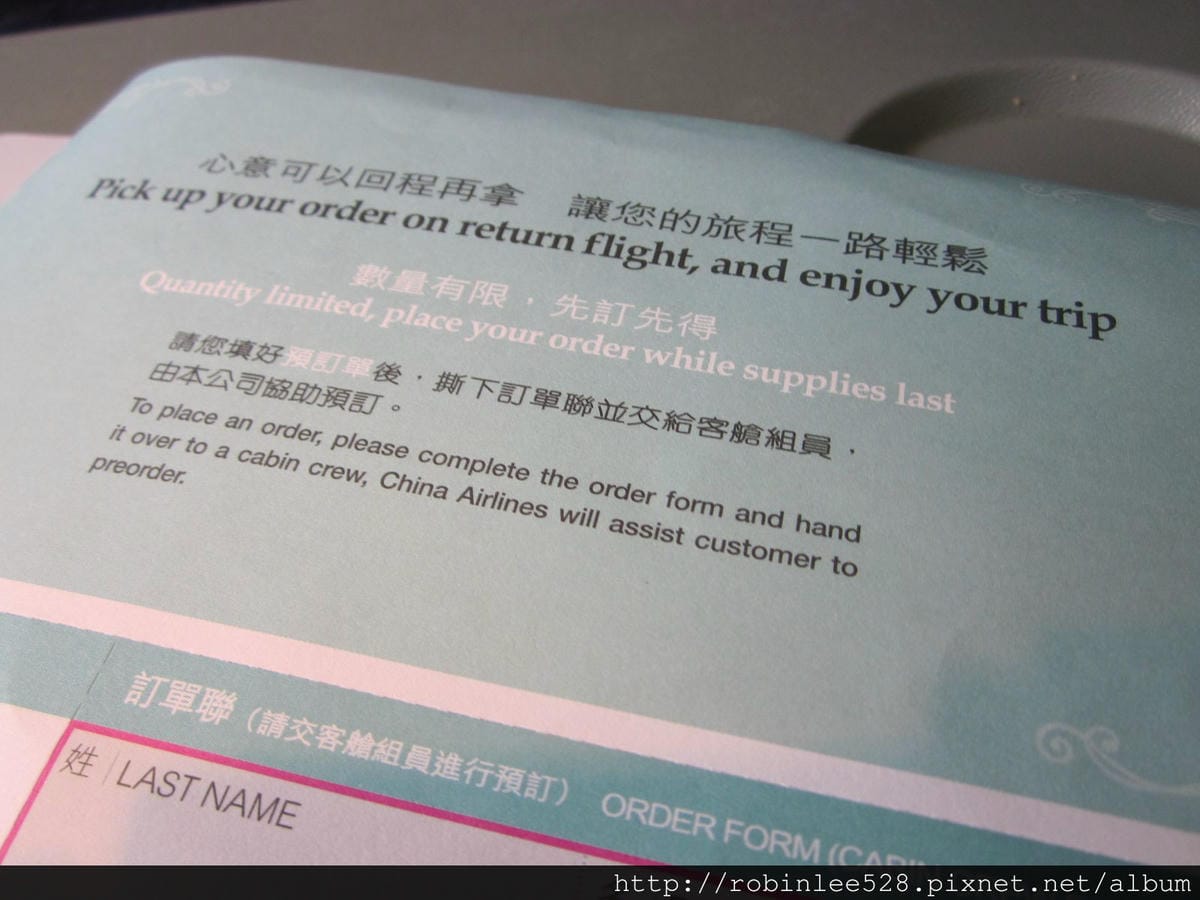 心意可以回程再拿 讓您的旅程一路輕鬆
Pick up your order on return flight, and enjoy your trip
數量有限，先訂先得
Quantity limited, place your order while supplies last
請您填好預訂單後，撕下訂單聯並交給客艙組員，
由本公司協助預訂。
To place an order, please complete the order form and hand
it over to a cabin crew, China Airlines will assist customer to
preorder.
訂單聯（請交客艙組員進行預訂） ORDER FORM (CABIN
姓 LAST NAME
http://robinlee528.pixnet.net/album